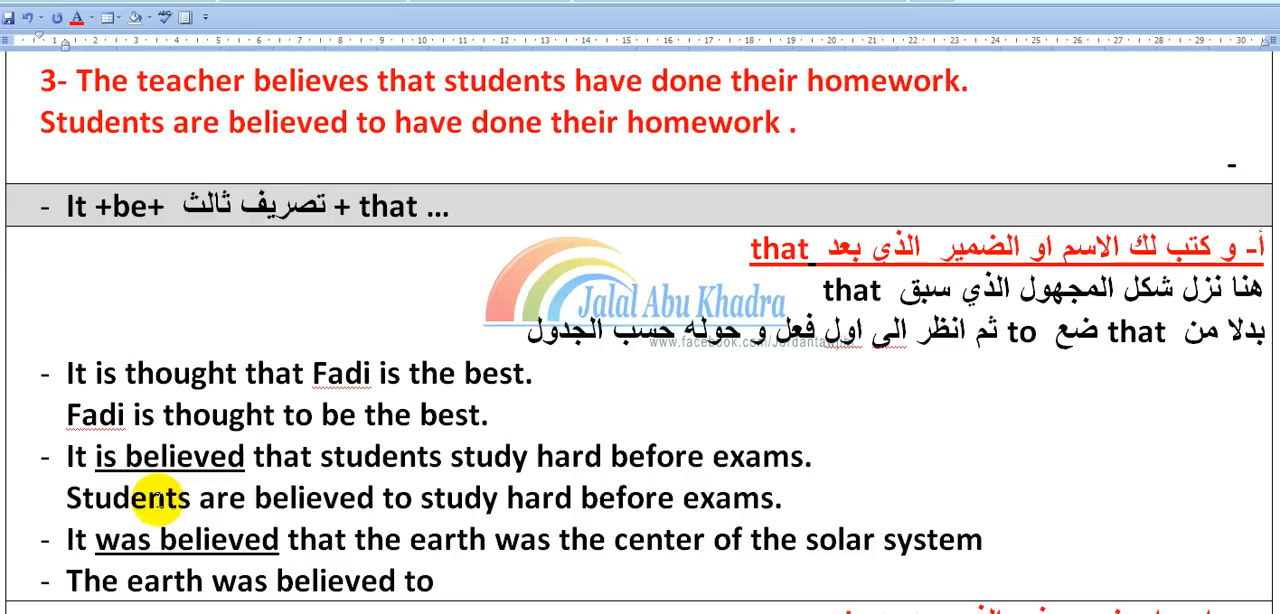 3- The teacher believes that students have done their homework.
Students are believed to have done their homework .
-
- It +be+ تصريف ثالث + that ...
أ- و كتب لك الاسم او الضمير الذي بعد that
هنا نزل شكل المجهول الذي سبق that
Jalal Abu Khadra
بدلا من that ضع to ثم انظر الى اول فعل و حوله حسب الجدول
- It is thought that Fadi is the best.
Fadi is thought to be the best.
- It is believed that students study hard before exams.
Students are believed to study hard before exams.
- It was believed that the earth was the center of the solar system
- The earth was believed to